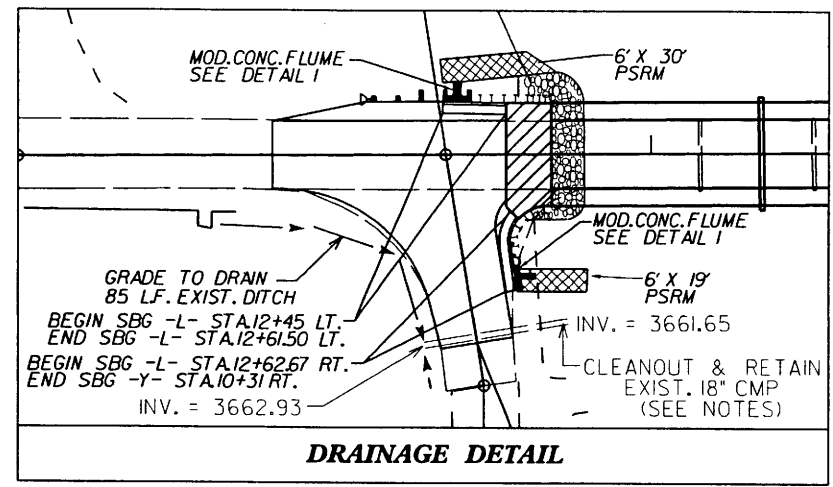 MOD.CONC.FLUME
SEE DETAIL 1
6' X 30'
PSRM
MOD.CONC.FLUME
SEE DETAIL 1
GRADE TO DRAIN
85 L.F. EXIST. DITCH
6' X 19'
PSRM
BEGIN SBG -L- STA.12+45 LT.
END SBG -L- STA.12+61.50 LT.
INV. = 3661.65
BEGIN SBG -L- STA.12+62.67 RT.
END SBG -Y- STA.10+31 RT.
CLEANOUT & RETAIN
EXIST. 18" CMP
(SEE NOTES)
INV. = 3662.93
DRAINAGE DETAIL